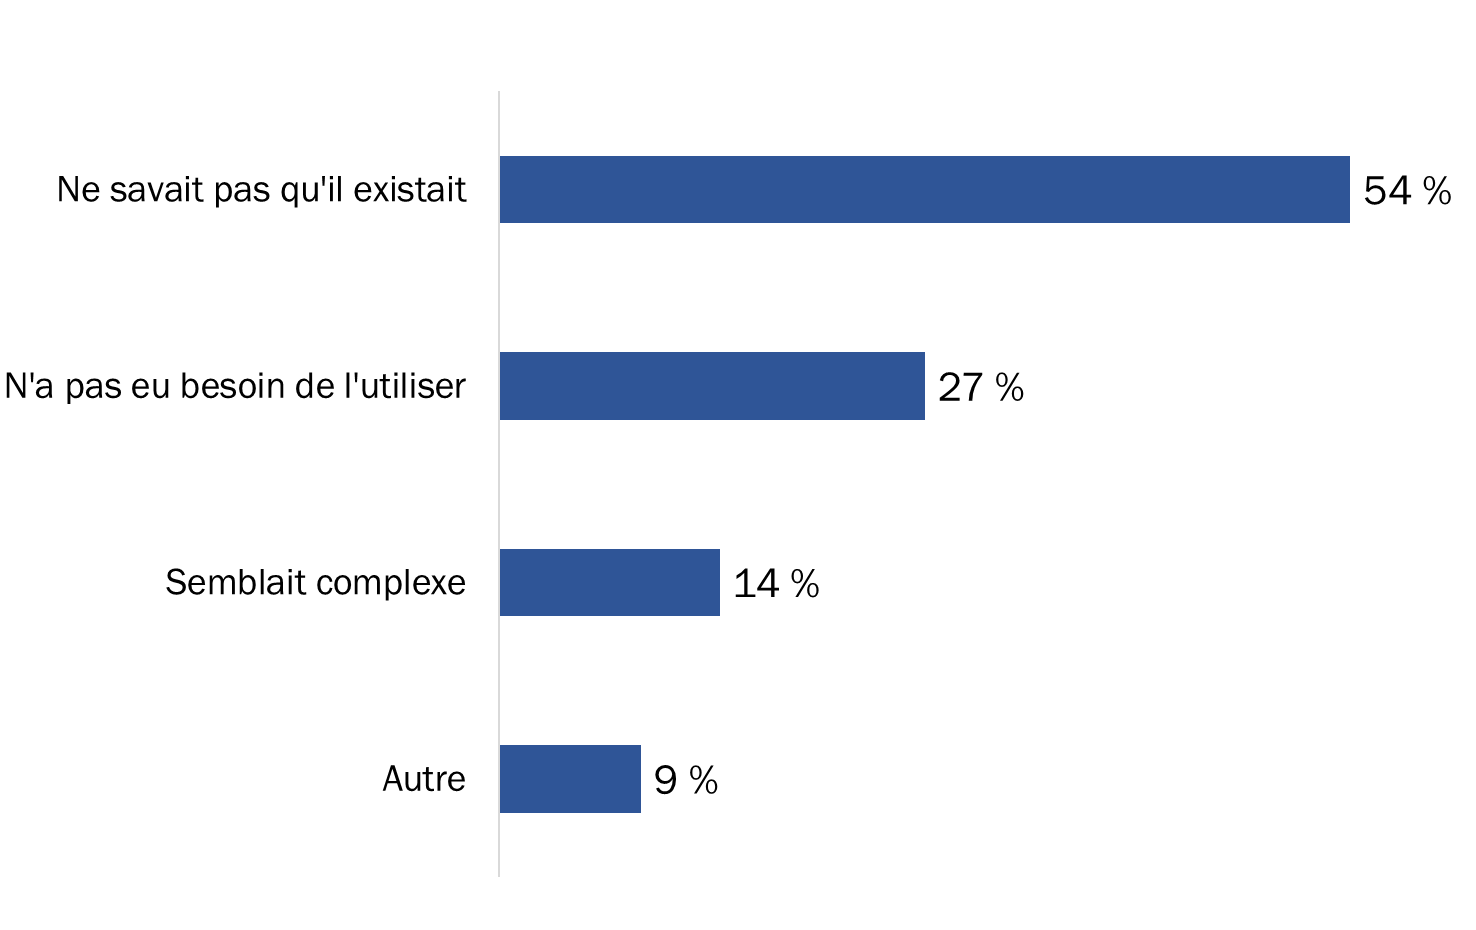 Ne savait pas qu'il existait
54 %
N'a pas eu besoin de l'utiliser
27 %
Semblait complexe
14 %
Autre
9 %